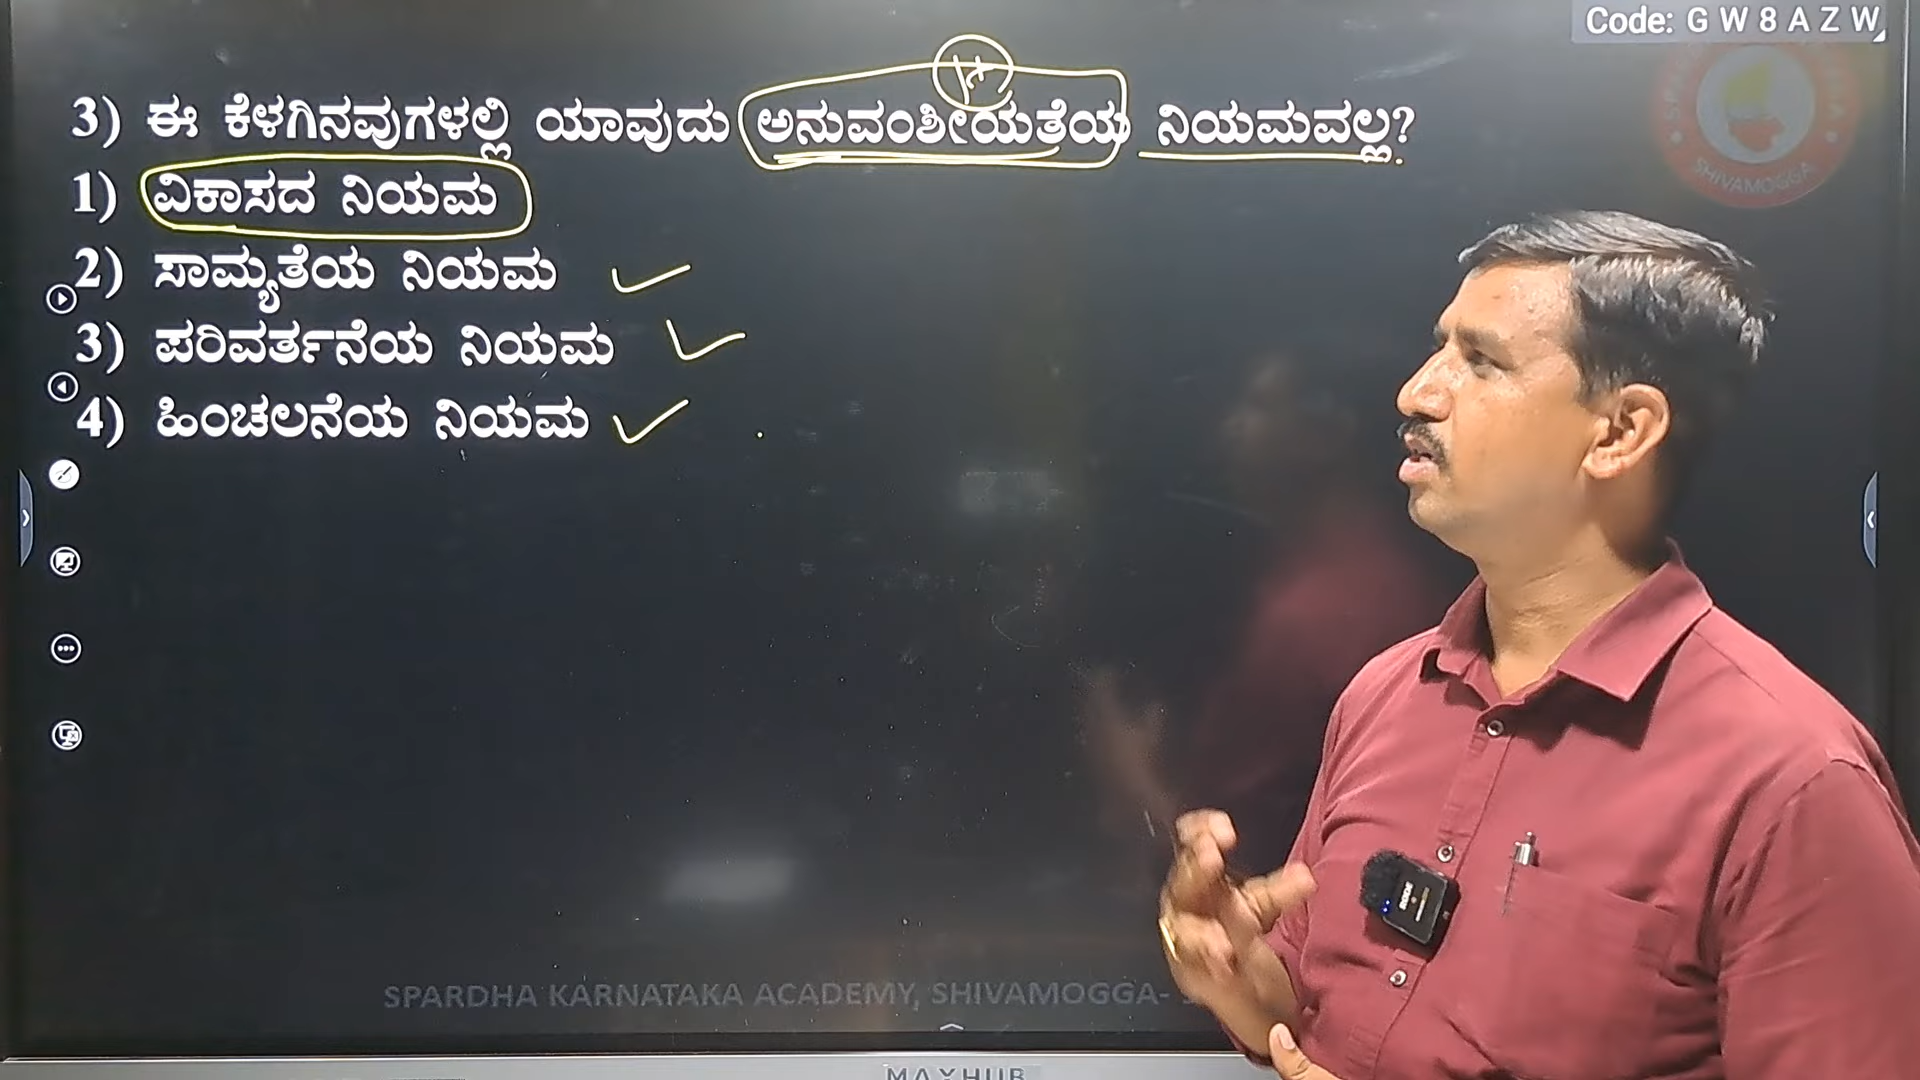 Code: G W 8 A Z W
3) ಈ ಕೆಳಗಿನವುಗಳಲ್ಲಿ ಯಾವುದು ಅನುವಂಶೀಯತೆಯ ನಿಯಮವಲ್ಲ?
1) ವಿಕಾಸದ ನಿಯಮ
2) ಸಾಮ್ಯತೆಯ ನಿಯಮ
3) ಪರಿವರ್ತನೆಯ ನಿಯಮ
4) ಹಿಂಚಲನೆಯ ನಿಯಮ
SHIVAMOGGA
RØDE
SPARDHA KARNATAKA ACADEMY, SHIVAMOGGA-
MAXHUB